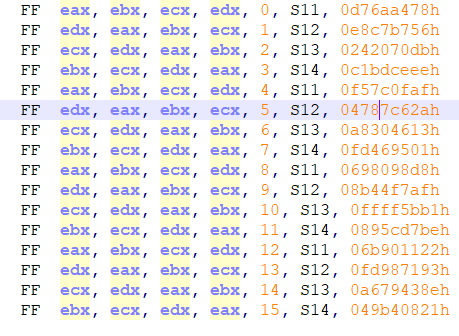 FF eax, ebx, ecx, edx, 0, S11, 0d76aa478h
FF edx, eax, ebx, ecx, 1, S12, 0e8c7b756h
FF ecx, edx, eax, ebx, 2, S13, 0242070dbh
FF ebx, ecx, edx, eax, 3, S14, 0c1bdceeeh
FF eax, ebx, ecx, edx, 4, S11, 0f57c0fafh
FF edx, eax, ebx, ecx, 5, S12, 04787c62ah
FF ecx, edx, eax, ebx, 6, S13, 0a8304613h
FF ebx, ecx, edx, eax, 7, S14, 0fd469501h
FF eax, ebx, ecx, edx, 8, S11, 0698098d8h
FF edx, eax, ebx, ecx, 9, S12, 08b44f7afh
FF ecx, edx, eax, ebx, 10, S13, 0ffff5bb1h
FF ebx, ecx, edx, eax, 11, S14, 0895cd7beh
FF eax, ebx, ecx, edx, 12, S11, 06b901122h
FF edx, eax, ebx, ecx, 13, S12, 0fd987193h
FF ecx, edx, eax, ebx, 14, S13, 0a679438eh
FF ebx, ecx, edx, eax, 15, S14, 049b40821h